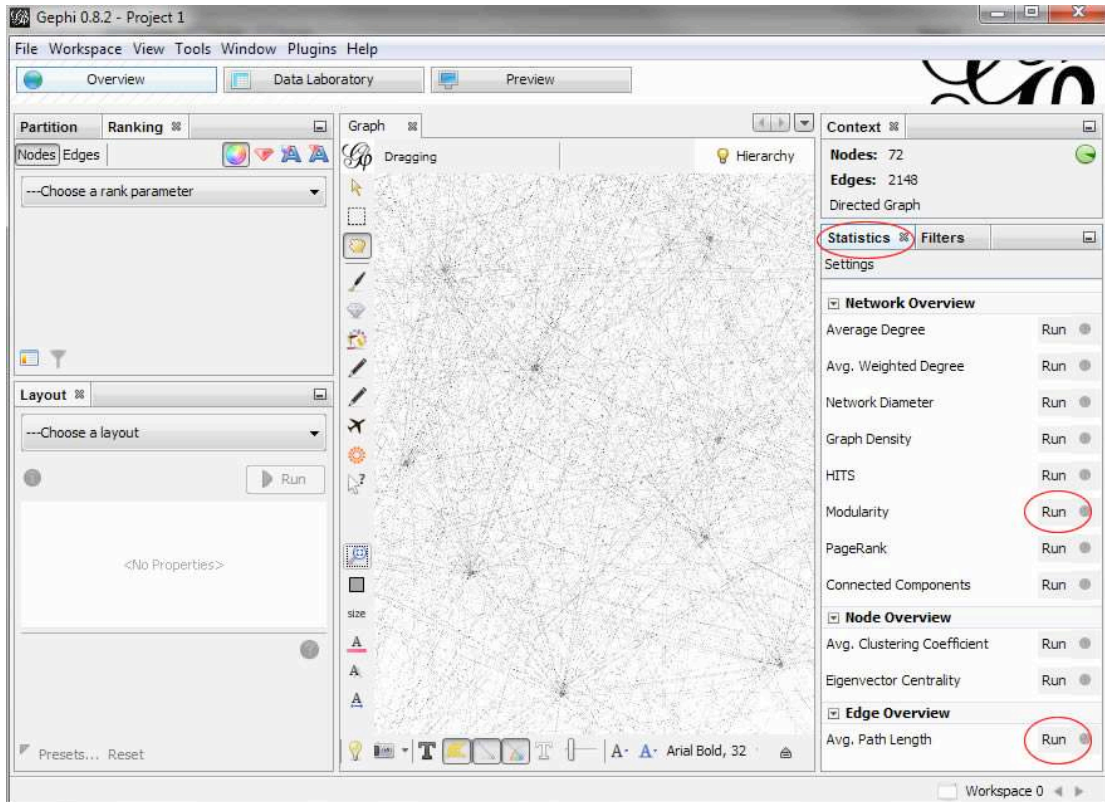 Gephi 0.8.2 - Project 1
File Workspace View Tools Window Plugins Help
Overview
Data Laboratory
Preview
Partition
Ranking
Nodes Edges
---Choose a rank parameter
Layout
---Choose a layout
Run
<No Properties>
Presets... Reset
Graph
Dragging
Hierarchy
size
A
A
A
T
T
A- A- Arial Bold, 32
Context
Nodes: 72
Edges: 2148
Directed Graph
Statistics
Filters
Settings
Network Overview
Average Degree Run
Avg. Weighted Degree Run
Network Diameter Run
Graph Density Run
HITS Run
Modularity Run
PageRank Run
Connected Components Run
Node Overview
Avg. Clustering Coefficient Run
Eigenvector Centrality Run
Edge Overview
Avg. Path Length Run
Workspace 0